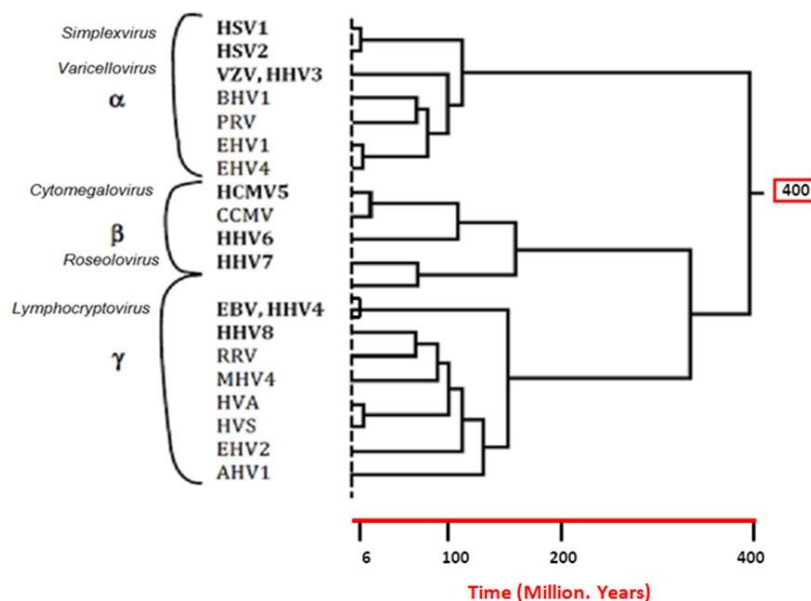 Simplexvirus
HSV1
HSV2
Varicellovirus
VZV, HHV3
α
BHV1
PRV
EHV1
EHV4
Cytomegalovirus
HCMV5
CCMV
β
HHV6
Roseolovirus
HHV7
Lymphocryptovirus
EBV, HHV4
γ
HHV8
RRV
MHV4
HVA
HVS
EHV2
AHV1
400
6 100 200 400
Time (Million. Years)